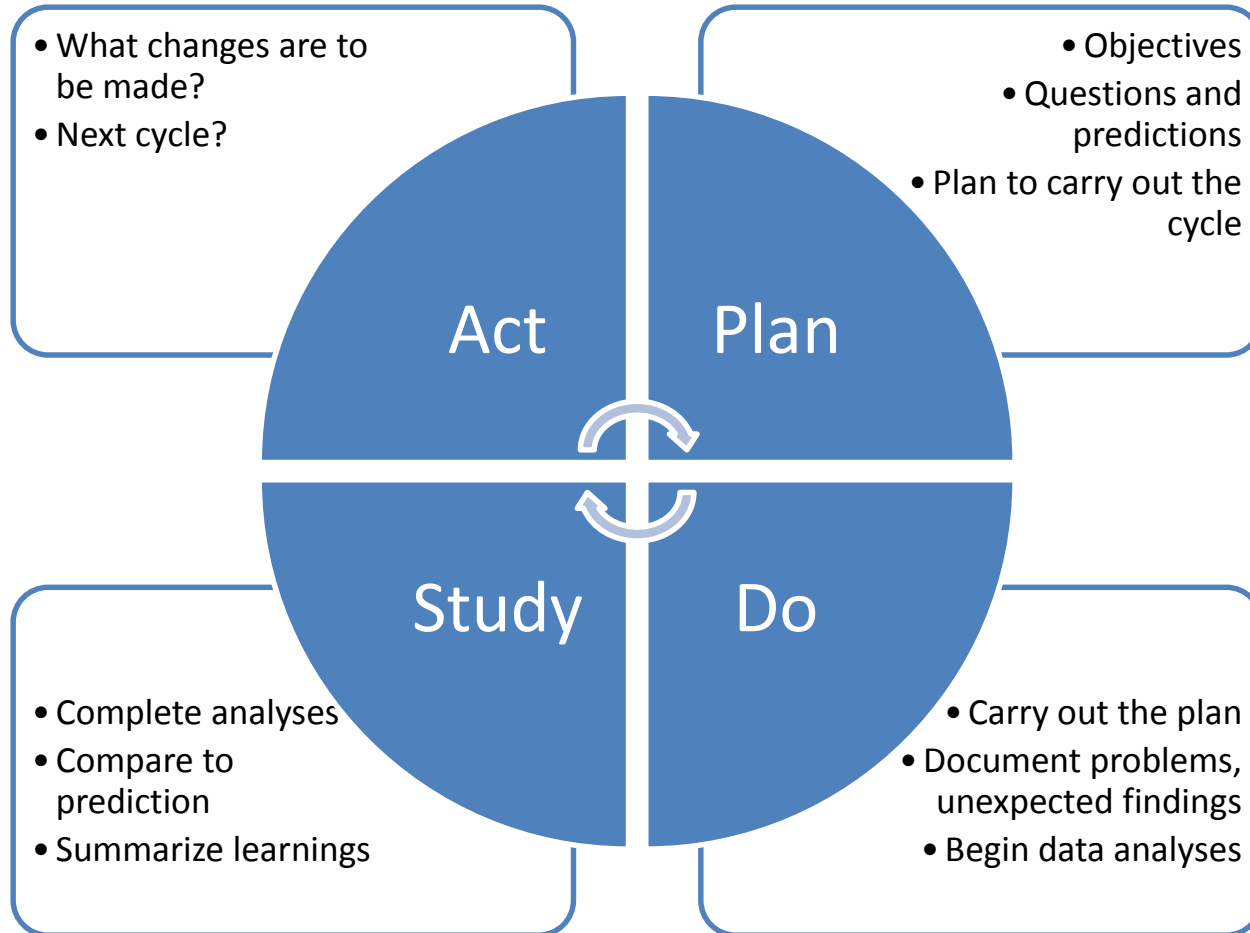 • What changes are to
be made?
• Next cycle?
• Objectives
• Questions and
predictions
• Plan to carry out the
cycle
Act
Plan
Study
Do
• Complete analyses
• Compare to
prediction
• Summarize learnings
• Carry out the plan
• Document problems,
unexpected findings
• Begin data analyses